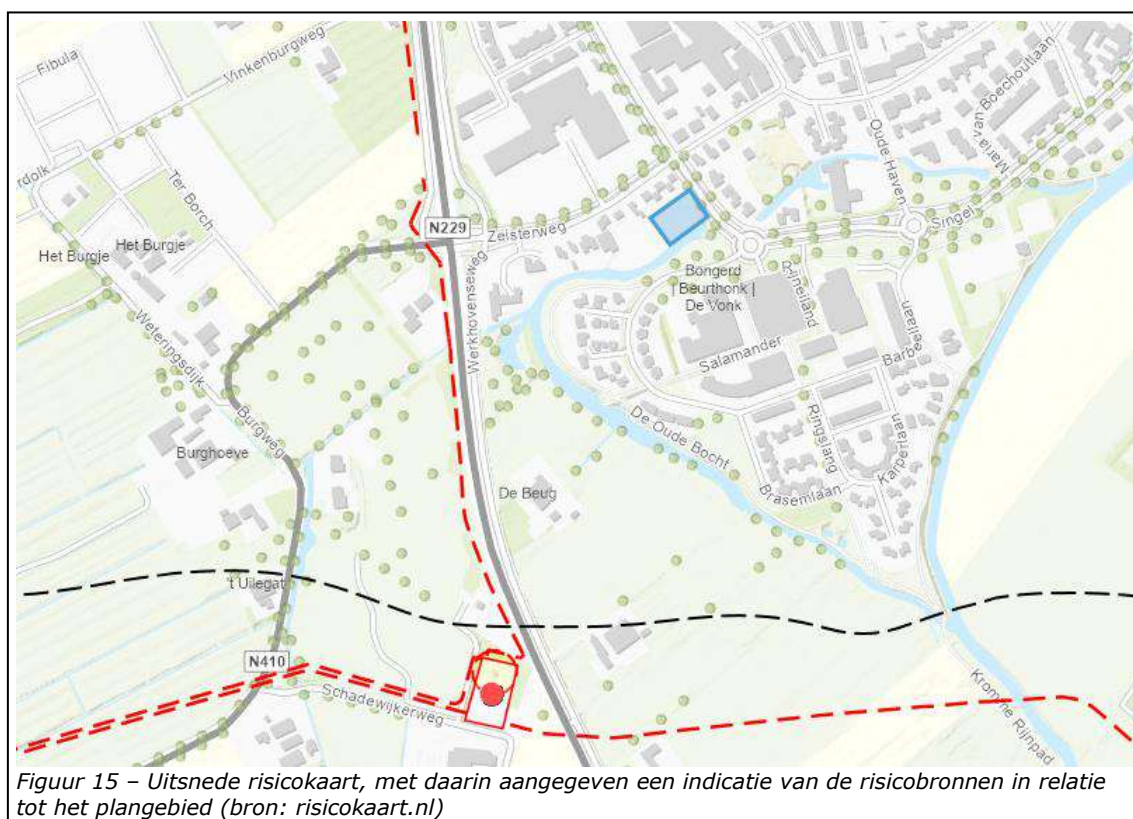 Fibula
Vinkenburgweg
Maria van Boechoutlaan
Oude Haven
Ter Borch
N229
Zeisterweg
Singel
Het Burgje
Het Burgje
Werkhovenseweg
Bongerd
| Beurthonk |
De Vonk
Rijneiland
Weteringsdijk
Salamander
Barbeellaan
Burgweg
De Oude Bocht
Ringslang
Karperlaan
Burghoeve
De Beug
Brasemlaan
't Uilegat
N410
Schadewijkerweg
Kromme Rijnpad
Figuur 15 – Uitsnede risicokaart, met daarin aangegeven een indicatie van de risicobronnen in relatie
tot het plangebied (bron: risicokaart.nl)